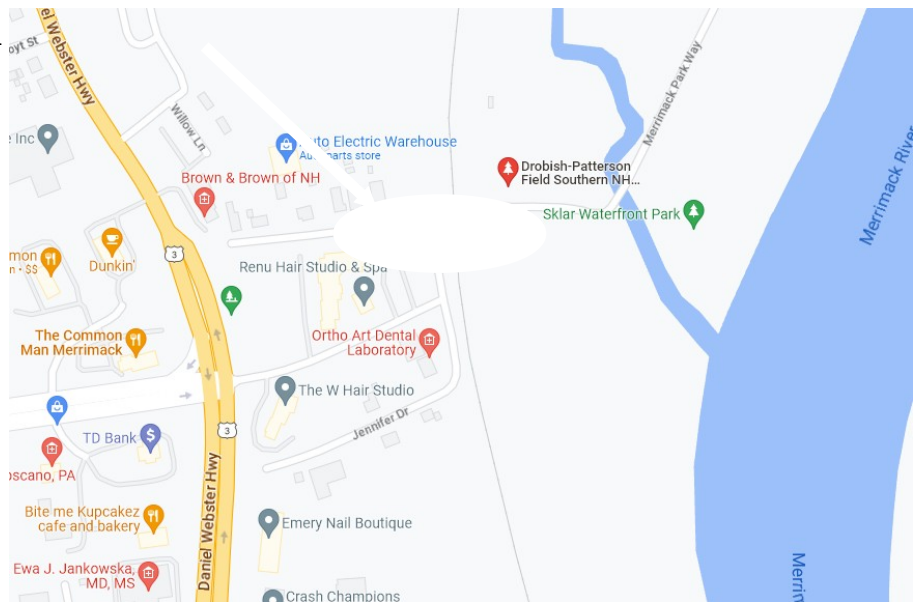 oyt St
el Webster Hwy
Willow Ln
e Inc
Auto Electric Warehouse
Auto parts store
Brown & Brown of NH
Merrimack Park Way
Drobish-Patterson
Field Southern NH...
Sklar Waterfront Park
Merrimack River
3
mon
n • $$
Dunkin'
Renu Hair Studio & Spa
The Common
Man Merrimack
Ortho Art Dental
Laboratory
The W Hair Studio
3
TD Bank
$
Jennifer Dr
oscano, PA
Bite me Kupcakez
cafe and bakery
Daniel Webster Hwy
Emery Nail Boutique
Ewa J. Jankowska,
MD, MS
Crash Champions
Merrin